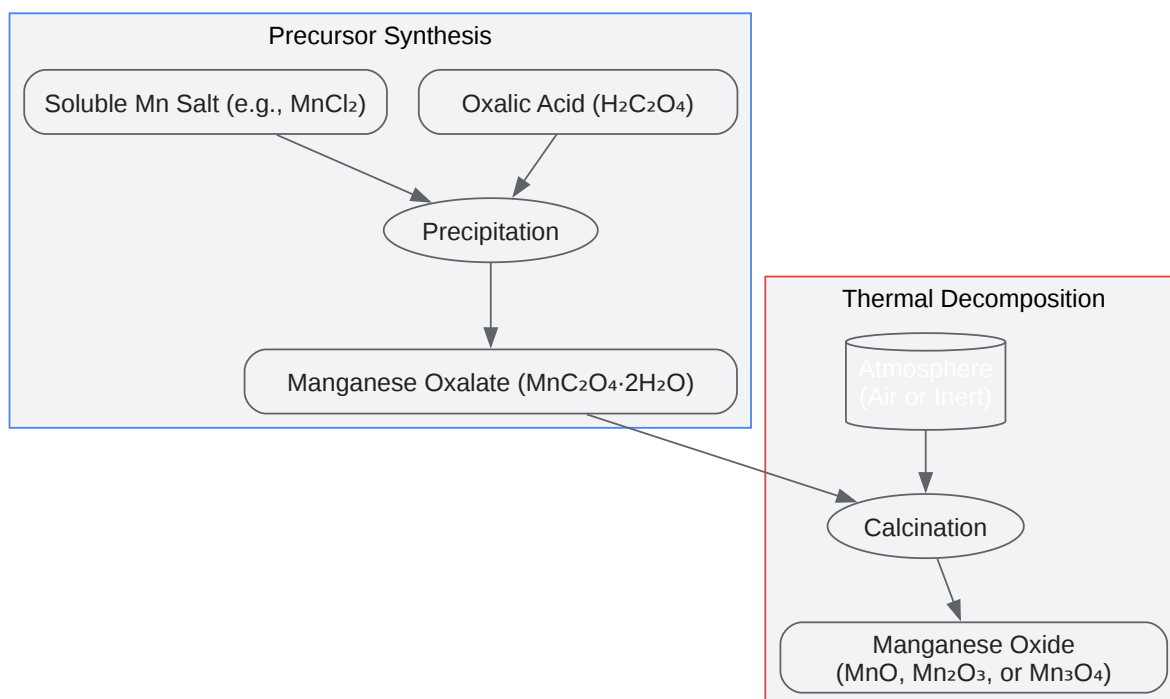 Precursor Synthesis
Soluble Mn Salt (e.g., MnCl₂)
Oxalic Acid (H₂C₂O₄)
Precipitation
Manganese Oxalate (MnC₂O₄·2H₂O)
Thermal Decomposition
Atmosphere
(Air or Inert)
Calcination
Manganese Oxide
(MnO, Mn₂O₃, or Mn₃O₄)